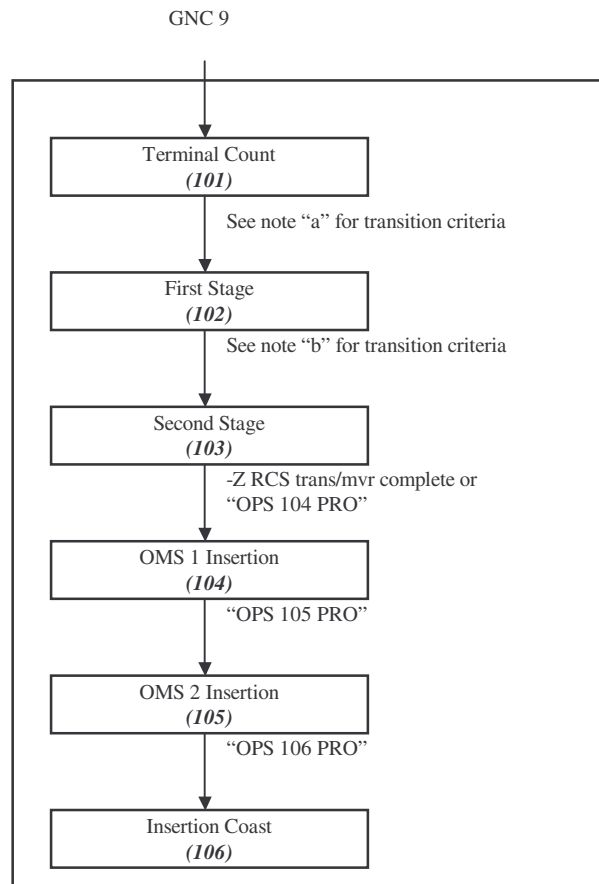 GNC 9
Terminal Count
(101)
See note “a” for transition criteria
First Stage
(102)
See note “b” for transition criteria
Second Stage
(103)
-Z RCS trans/mvr complete or
“OPS 104 PRO”
OMS 1 Insertion
(104)
“OPS 105 PRO”
OMS 2 Insertion
(105)
“OPS 106 PRO”
Insertion Coast
(106)